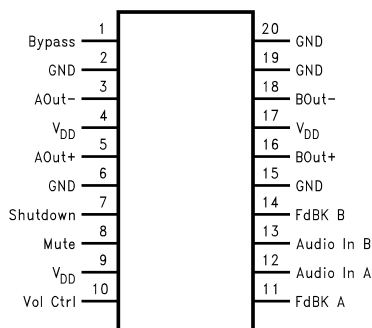 Bypass 1 20 GND
GND 2 19 GND
AOut- 3 18 BOut-
VDD 4 17 VDD
AOut+ 5 16 BOut+
GND 6 15 GND
Shutdown 7 14 FdBK B
Mute 8 13 Audio In B
VDD 9 12 Audio In A
Vol Ctrl 10 11 FdBK A